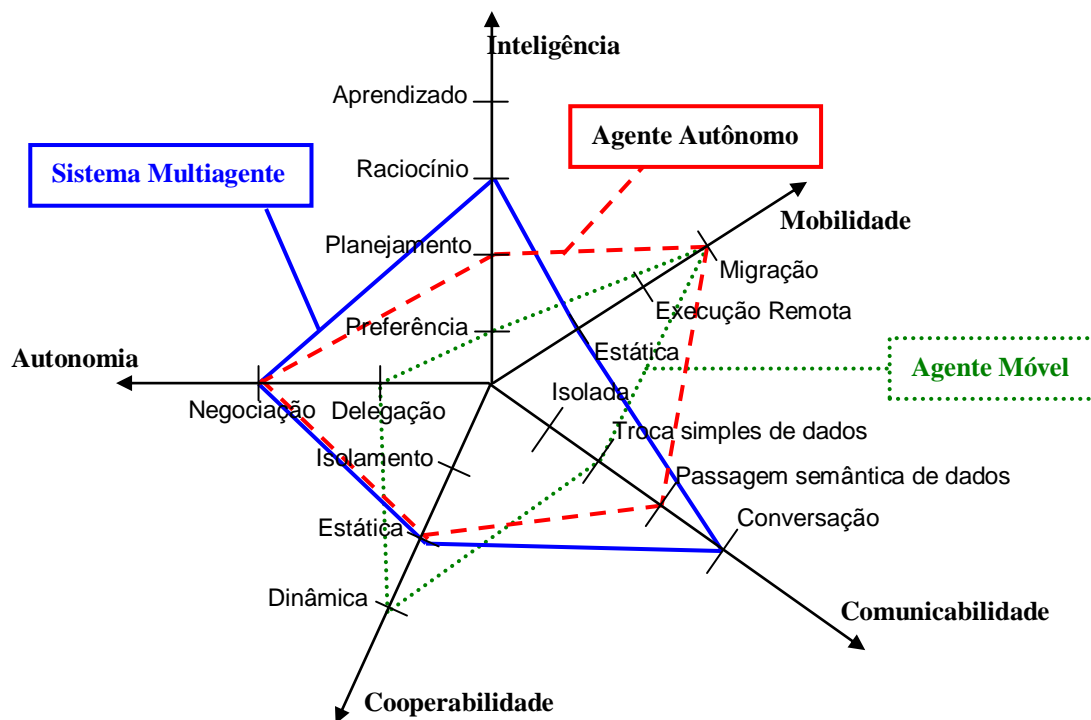 Inteligência
Aprendizado
Agente Autônomo
Sistema Multiagente
Raciocínio
Mobilidade
Planejamento
Migração
Execução Remota
Preferência
Estática
Autonomia
Agente Móvel
Negociação
Delegação
Isolada
Troca simples de dados
Isolamento
Passagem semântica de dados
Estática
Conversação
Dinâmica
Comunicabilidade
Cooperabilidade